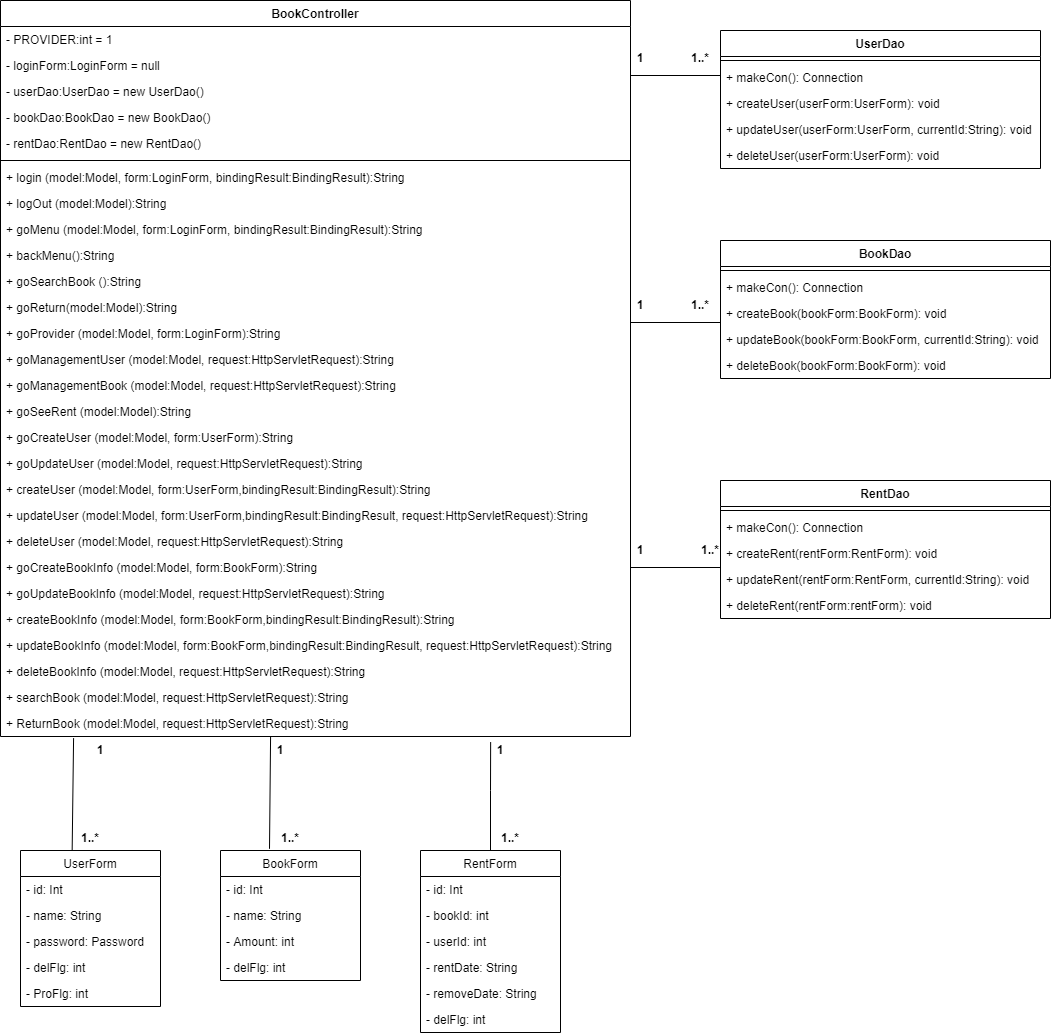 BookController
- PROVIDER:int = 1
- loginForm:LoginForm = null
- userDao:UserDao = new UserDao()
- bookDao:BookDao = new BookDao()
- rentDao:RentDao = new RentDao()
+ login (model:Model, form:LoginForm, bindingResult:BindingResult):String
+ logOut (model:Model):String
+ goMenu (model:Model, form:LoginForm, bindingResult:BindingResult):String
+ backMenu():String
+ goSearchBook ():String
+ goReturn(model:Model):String
+ goProvider (model:Model, form:LoginForm):String
+ goManagementUser (model:Model, request:HttpServletRequest):String
+ goManagementBook (model:Model, request:HttpServletRequest):String
+ goSeeRent (model:Model):String
+ goCreateUser (model:Model, form:UserForm):String
+ goUpdateUser (model:Model, request:HttpServletRequest):String
+ createUser (model:Model, form:UserForm,bindingResult:BindingResult):String
+ updateUser (model:Model, form:UserForm,bindingResult:BindingResult, request:HttpServletRequest):String
+ deleteUser (model:Model, request:HttpServletRequest):String
+ goCreateBookInfo (model:Model, form:BookForm):String
+ goUpdateBookInfo (model:Model, request:HttpServletRequest):String
+ createBookInfo (model:Model, form:BookForm,bindingResult:BindingResult):String
+ updateBookInfo (model:Model, form:BookForm,bindingResult:BindingResult, request:HttpServletRequest):String
+ deleteBookInfo (model:Model, request:HttpServletRequest):String
+ searchBook (model:Model, request:HttpServletRequest):String
+ ReturnBook (model:Model, request:HttpServletRequest):String
1 1..*
UserDao
+ makeCon(): Connection
+ createUser(userForm:UserForm): void
+ updateUser(userForm:UserForm, currentId:String): void
+ deleteUser(userForm:UserForm): void
1 1..*
BookDao
+ makeCon(): Connection
+ createBook(bookForm:BookForm): void
+ updateBook(bookForm:BookForm, currentId:String): void
+ deleteBook(bookForm:BookForm): void
1 1..*
RentDao
+ makeCon(): Connection
+ createRent(rentForm:RentForm): void
+ updateRent(rentForm:RentForm, currentId:String): void
+ deleteRent(rentForm:rentForm): void
1
1..*
UserForm
- id: Int
- name: String
- password: Password
- delFlg: int
- ProFlg: int
1
1..*
BookForm
- id: Int
- name: String
- Amount: int
- delFlg: int
1
1..*
RentForm
- id: Int
- bookId: int
- userId: int
- rentDate: String
- removeDate: String
- delFlg: int